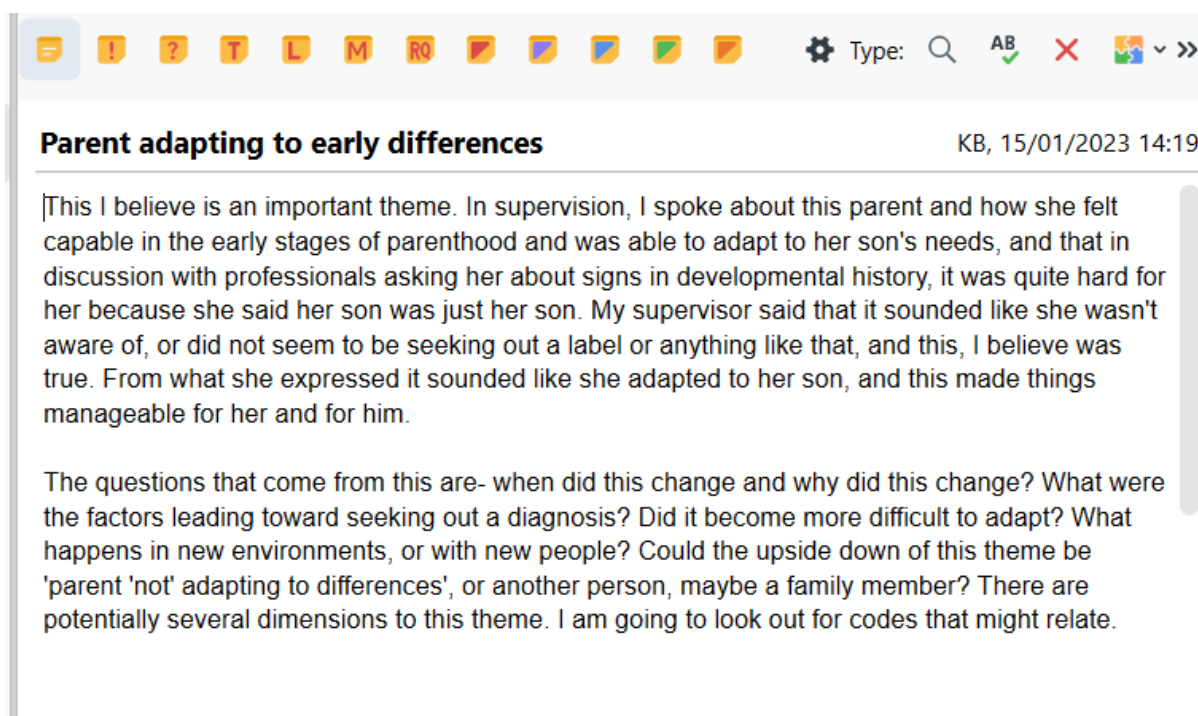 ! ? T L M RQ Type: AB
Parent adapting to early differences KB, 15/01/2023 14:19
This I believe is an important theme. In supervision, I spoke about this parent and how she felt
capable in the early stages of parenthood and was able to adapt to her son's needs, and that in
discussion with professionals asking her about signs in developmental history, it was quite hard for
her because she said her son was just her son. My supervisor said that it sounded like she wasn't
aware of, or did not seem to be seeking out a label or anything like that, and this, I believe was
true. From what she expressed it sounded like she adapted to her son, and this made things
manageable for her and for him.
The questions that come from this are- when did this change and why did this change? What were
the factors leading toward seeking out a diagnosis? Did it become more difficult to adapt? What
happens in new environments, or with new people? Could the upside down of this theme be
'parent 'not' adapting to differences', or another person, maybe a family member? There are
potentially several dimensions to this theme. I am going to look out for codes that might relate.